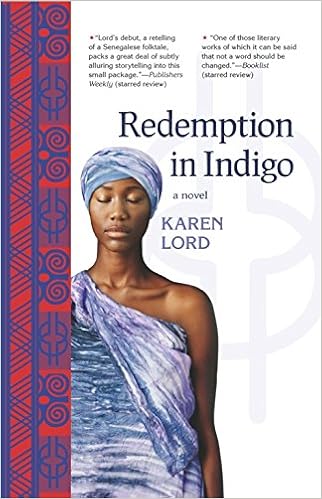 ★“Lord’s debut, a retelling
of a Senegalese folktale,
packs a great deal of subtly
alluring storytelling into this
small package.”—Publishers
Weekly (starred review)
★ “One of those literary
works of which it can be said
that not a word should be
changed.”—Booklist
(starred review)
Redemption
in Indigo
a novel
KAREN
LORD